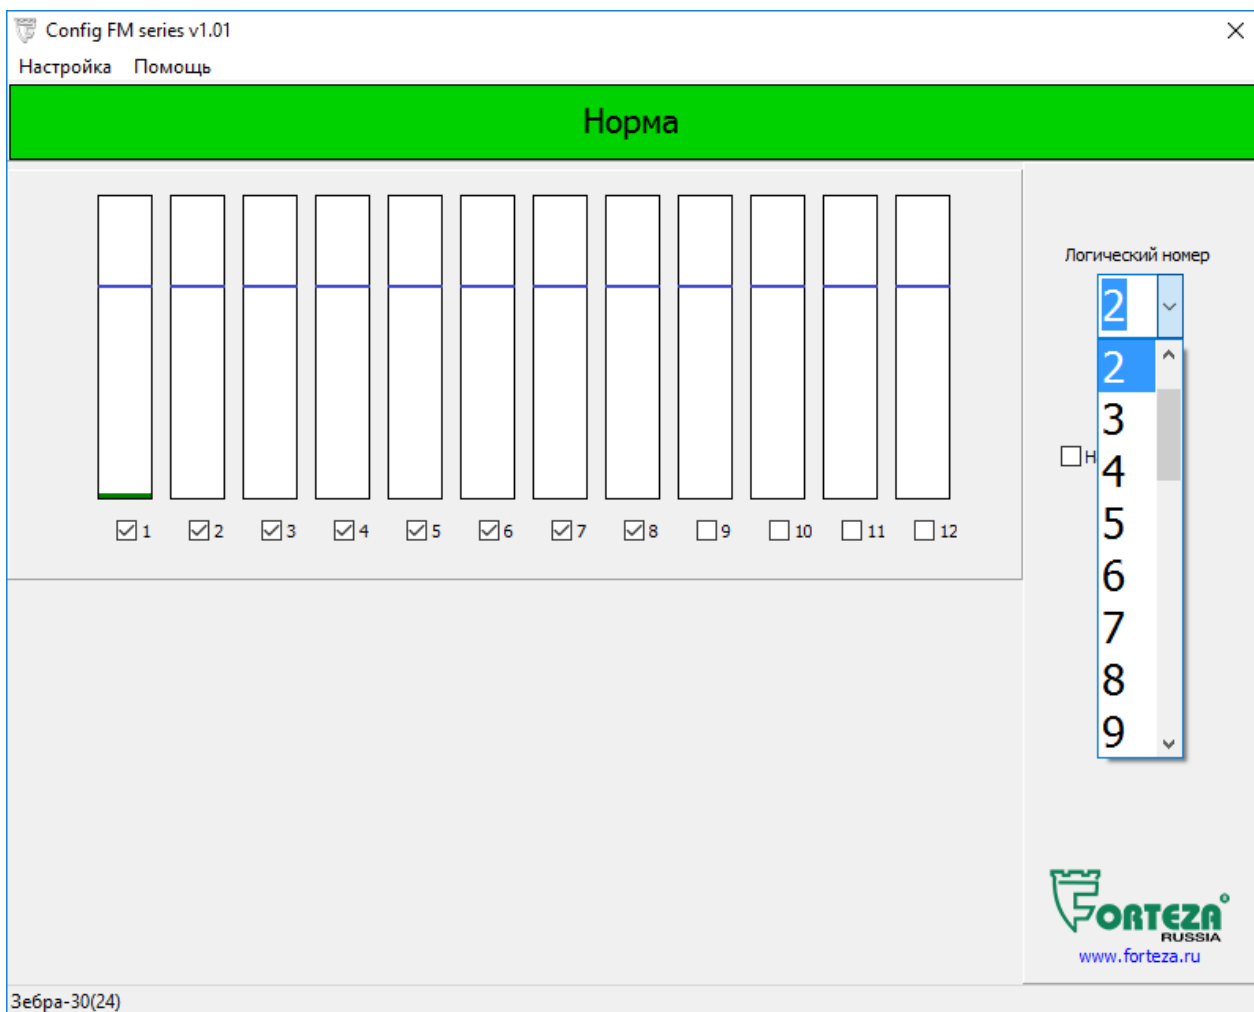 Config FM series v1.01
Настройка Помощь
Норма
Логический номер
2
2
3
4
5
6
7
8
9
Н
1 2 3 4 5 6 7 8 9 10 11 12
FORTEZA®
RUSSIA
www.forteza.ru
Зебра-30(24)